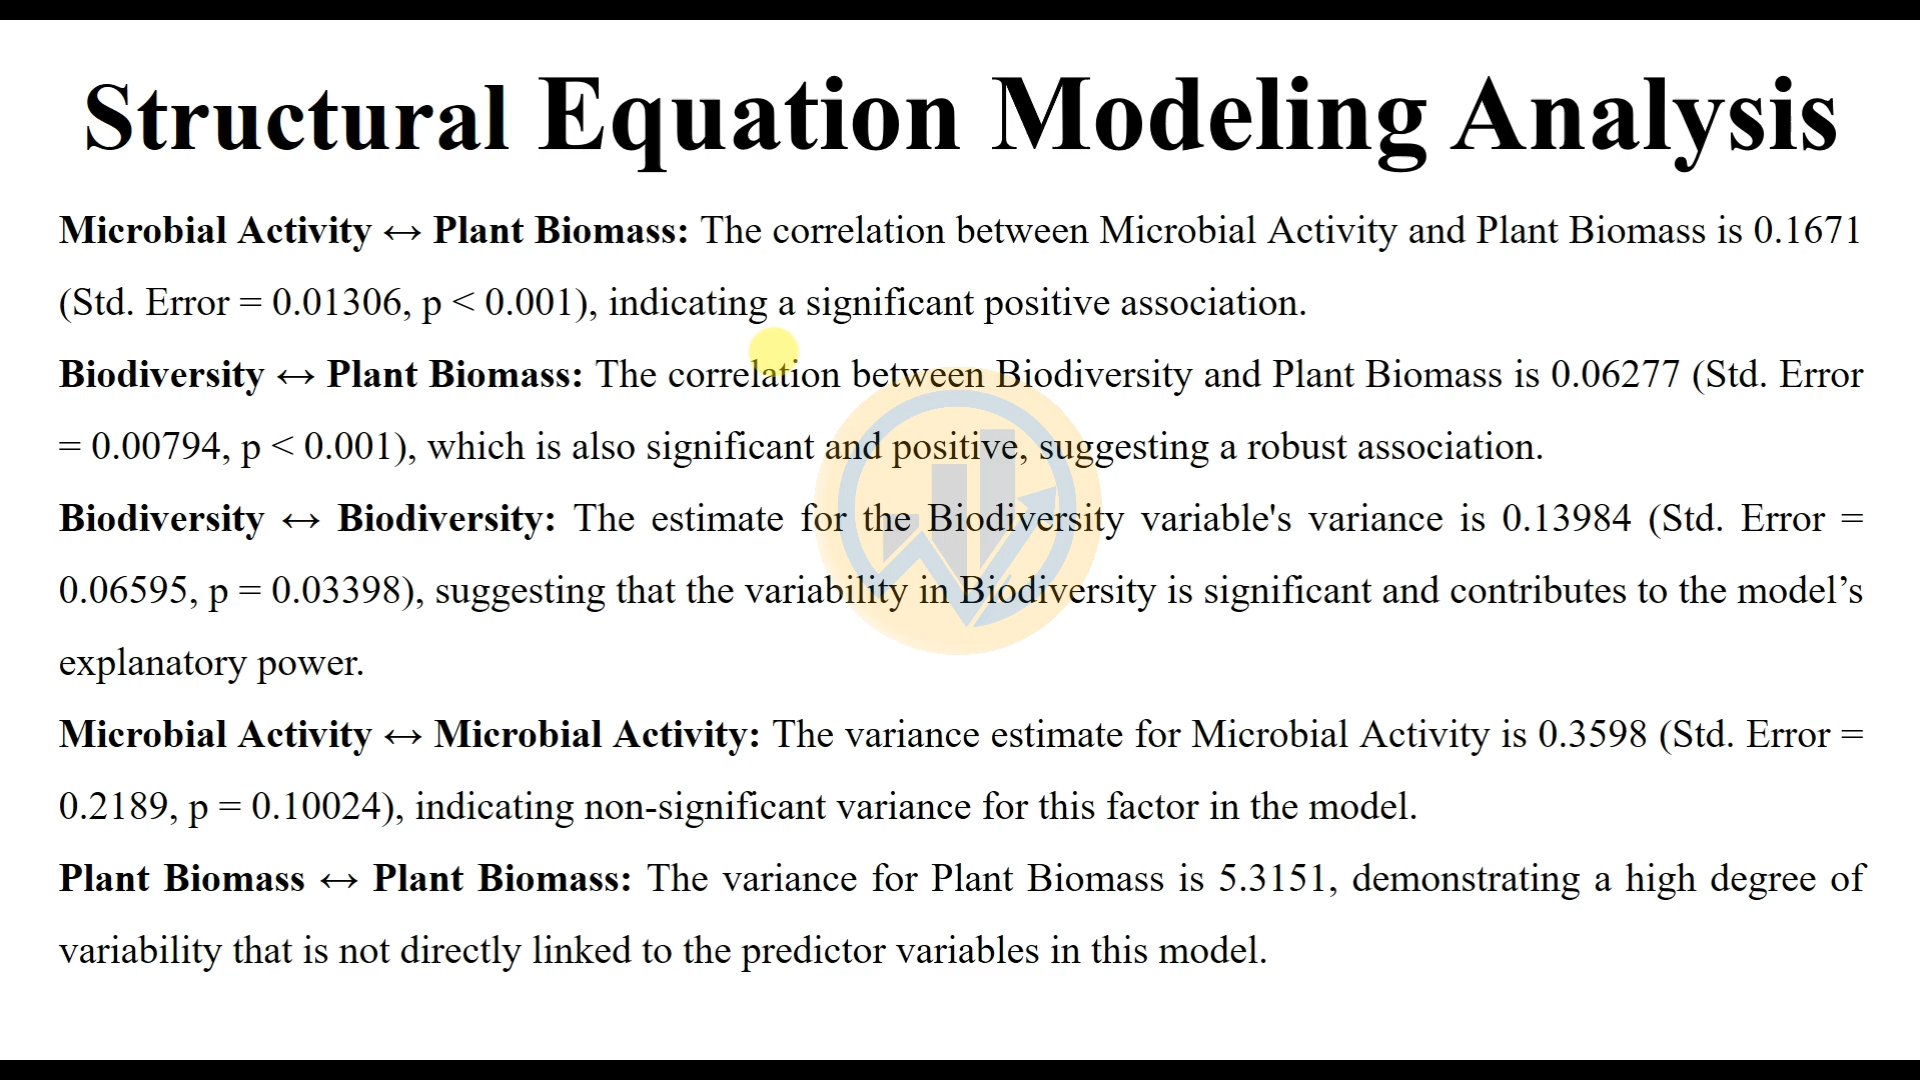 Structural Equation Modeling Analysis
Microbial Activity ↔ Plant Biomass: The correlation between Microbial Activity and Plant Biomass is 0.1671
(Std. Error = 0.01306, p < 0.001), indicating a significant positive association.
Biodiversity ↔ Plant Biomass: The correlation between Biodiversity and Plant Biomass is 0.06277 (Std. Error
= 0.00794, p < 0.001), which is also significant and positive, suggesting a robust association.
Biodiversity ↔ Biodiversity: The estimate for the Biodiversity variable's variance is 0.13984 (Std. Error =
0.06595, p = 0.03398), suggesting that the variability in Biodiversity is significant and contributes to the model’s
explanatory power.
Microbial Activity ↔ Microbial Activity: The variance estimate for Microbial Activity is 0.3598 (Std. Error =
0.2189, p = 0.10024), indicating non-significant variance for this factor in the model.
Plant Biomass ↔ Plant Biomass: The variance for Plant Biomass is 5.3151, demonstrating a high degree of
variability that is not directly linked to the predictor variables in this model.